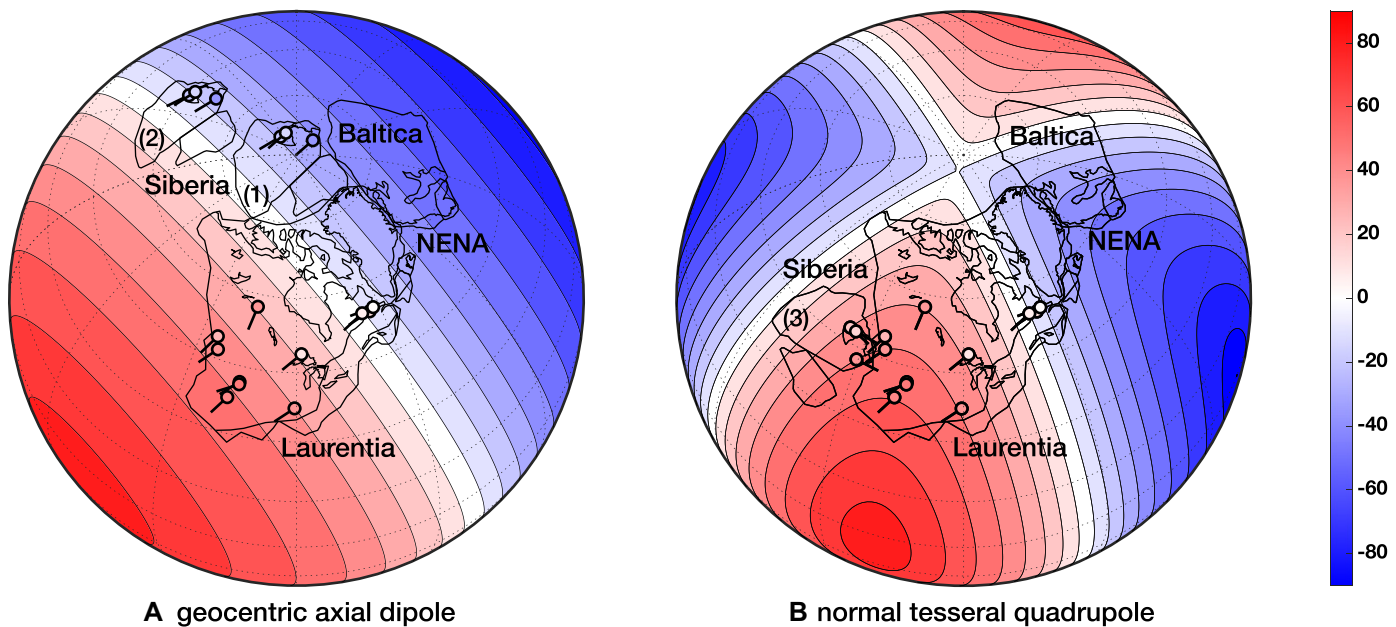 Baltica
(2)
Siberia
(1)
NENA
Laurentia
A geocentric axial dipole
Baltica
NENA
Siberia
(3)
Laurentia
B normal tesseral quadrupole
80
60
40
20
0
-20
-40
-60
-80